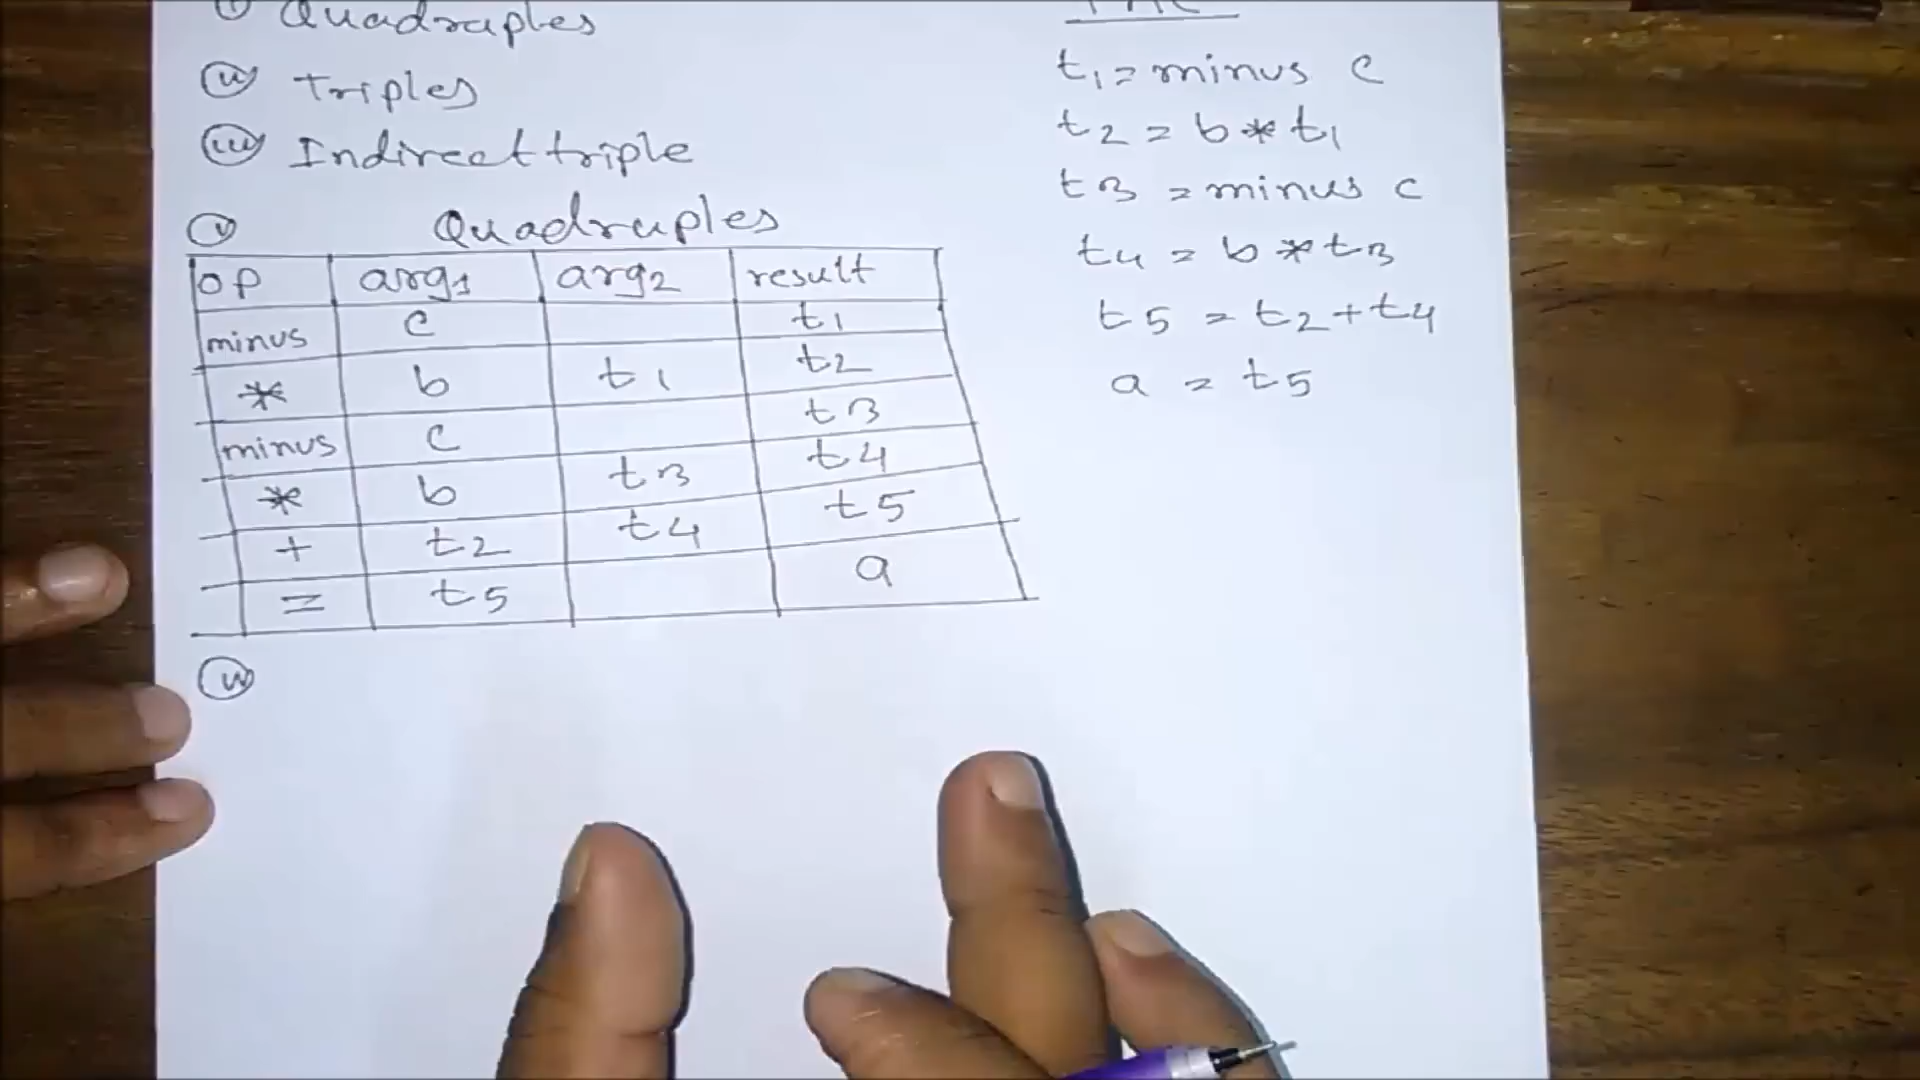 Quadruples
(ii) Triples
(iii) Indirect triple
(i) Quadruples
op arg1 arg2 result
minus c t1
* b t1 t2
minus c t3
* b t3 t4
+ t2 t4 t5
= t5 a
(ii)
t1 = minus c
t2 = b * t1
t3 = minus c
t4 = b * t3
t5 = t2 + t4
a = t5